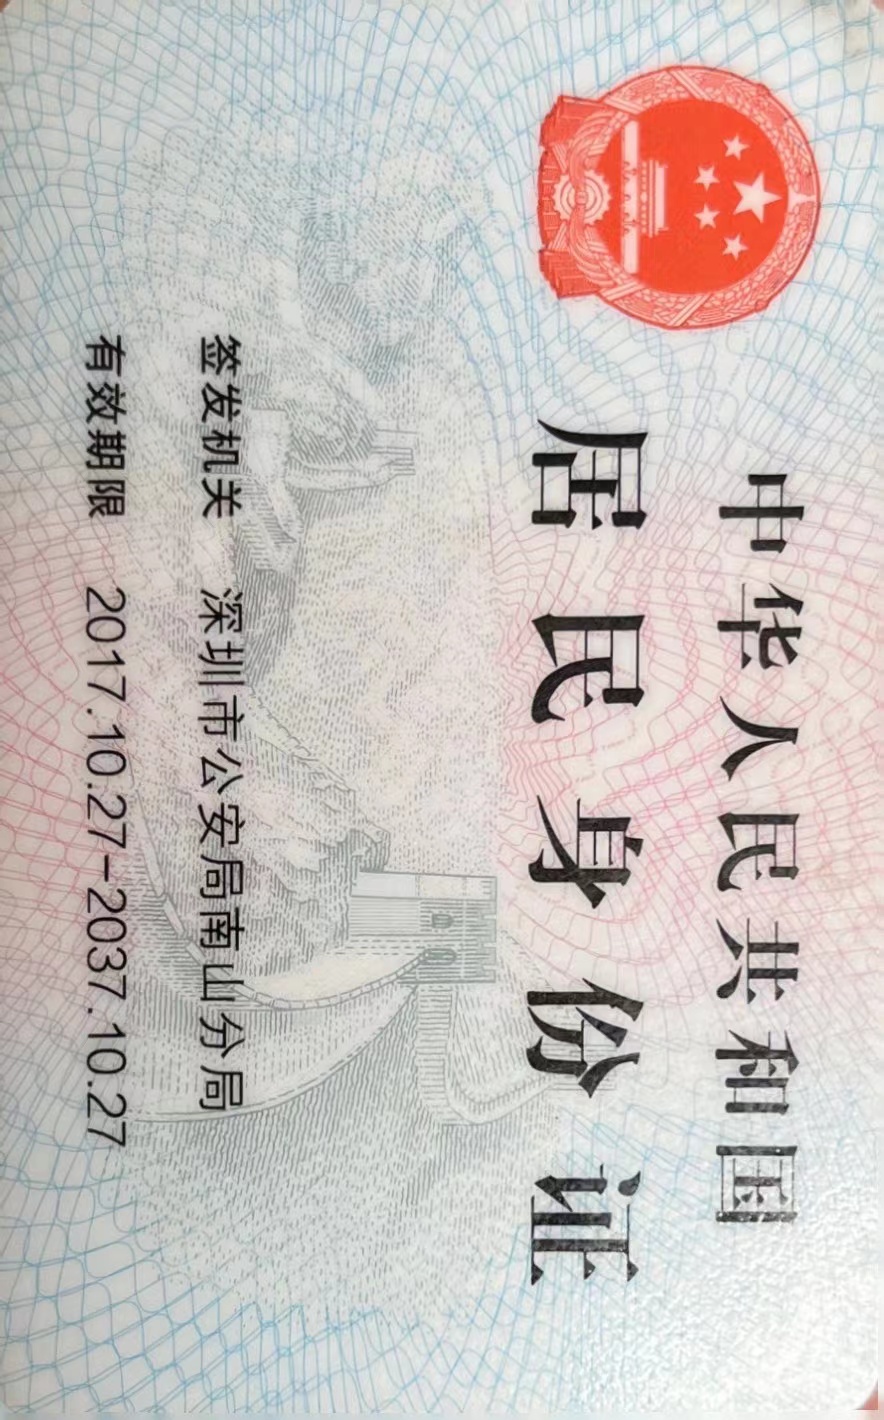 中华人民共和国
居民身份证
签发机关 深圳市公安局南山分局
有效期限 2017.10.27-2037.10.27